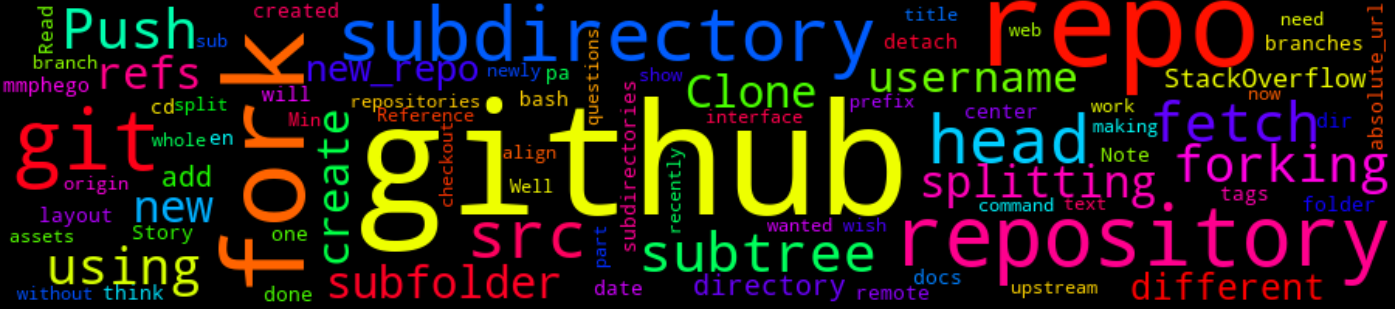 Read
Push
sub
created
subdirectory
title
detach
repo
web
need
branches
absolute_url
branch
refs
mmphego
fork
new_repo
newly
pa
questions
show
Clone
username
StackOverflow
now
cd
split
will
Min
repositories
Reference
bash
subdirectories
interface
prefix
center
work
making
fetch
dir
git
whole
en
create
checkout
github
align
Well
recently
head
Note
forking
origin
add
splitting
tags
layout
new
command
text
folder
assets
Story
one
src
part
wanted
wish
repository
using
subtree
without
think
done
subfolder
date
directory
remote
docs
upstream
different